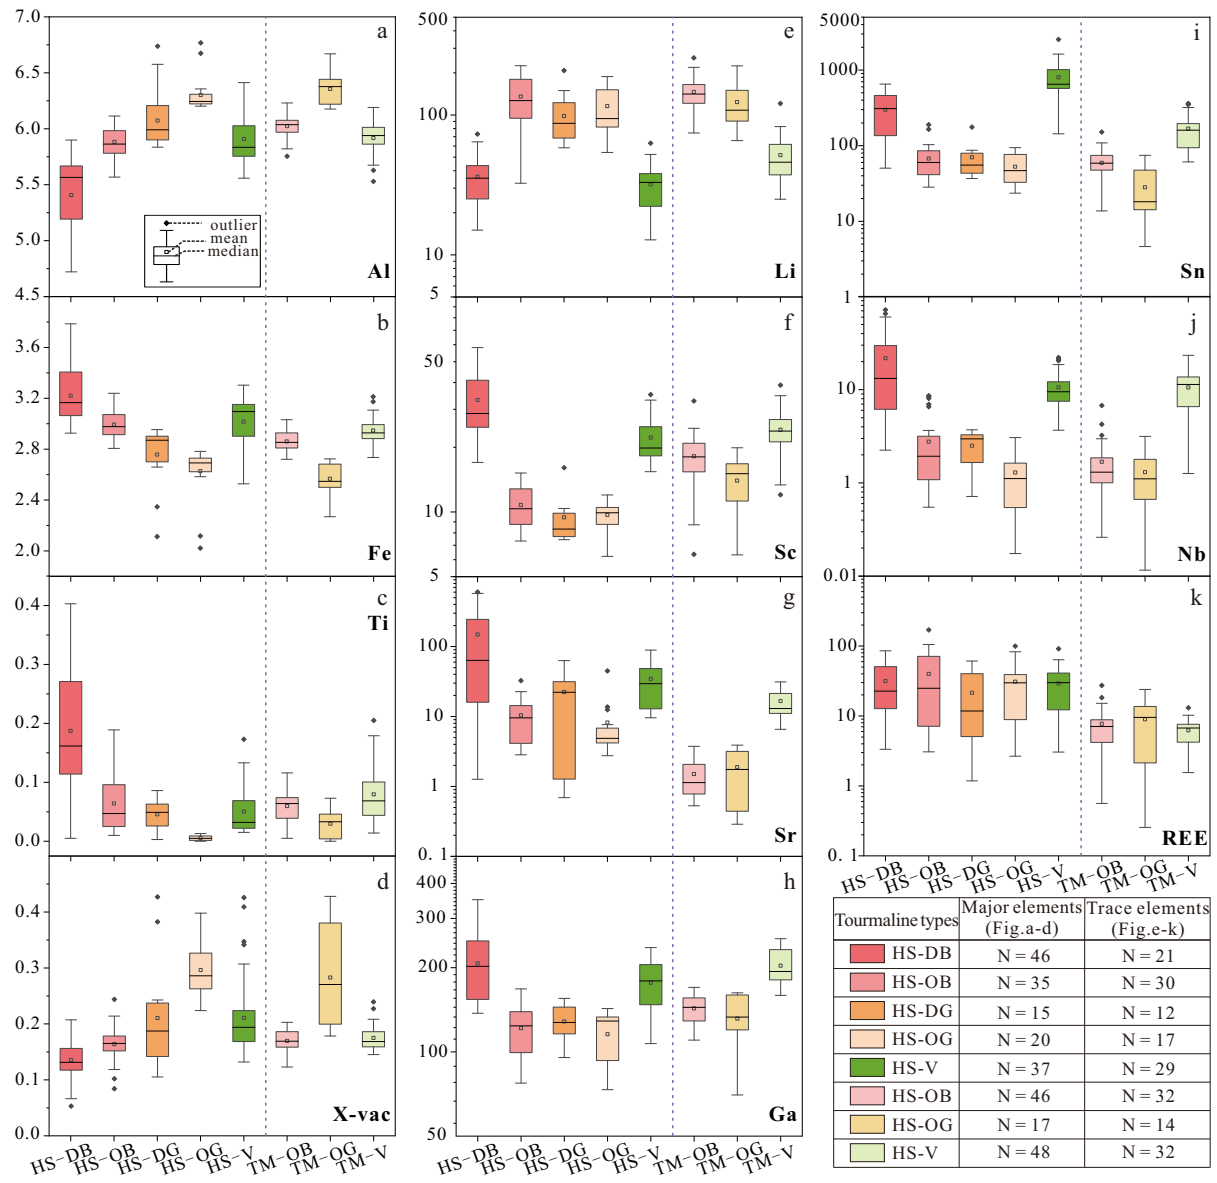 a
7.0
6.5
6.0
5.5
5.0
4.5
outlier
mean
median
Al
b
3.6
3.2
2.8
2.4
2.0
Fe
c
0.4
Ti
0.3
0.2
0.1
0.0
d
0.4
0.3
0.2
0.1
0.0
X-vac
HS-DB
HS-OB
HS-DG
HS-OG
HS-V
TM-OB
TM-OG
TM-V
e
500
100
10
5
Li
f
50
10
5
Sc
g
100
10
1
0.1
Sr
h
400
300
200
100
50
Ga
HS-DB
HS-OB
HS-DG
HS-OG
HS-V
TM-OB
TM-OG
TM-V
i
5000
1000
100
10
1
Sn
j
10
1
0.01
Nb
k
1000
100
10
1
0.1
REE
HS-DB
HS-OB
HS-DG
HS-OG
HS-V
TM-OB
TM-OG
TM-V
Tourmaline types Major elements (Fig.a-d) Trace elements (Fig.e-k)
HS-DB N = 46 N = 21
HS-OB N = 35 N = 30
HS-DG N = 15 N = 12
HS-OG N = 20 N = 17
HS-V N = 37 N = 29
HS-OB N = 46 N = 32
HS-OG N = 17 N = 14
HS-V N = 48 N = 32